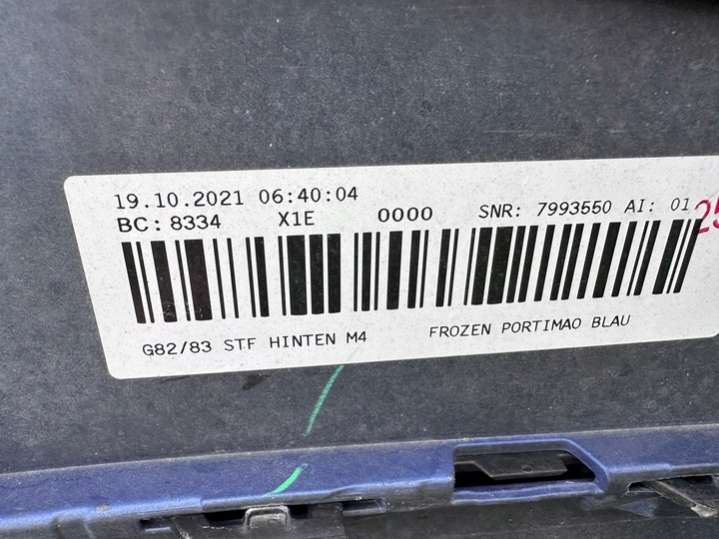 19.10.2021 06:40:04
BC: 8334 X1E 0000 SNR: 7993550 AI: 01
25
G82/83 STF HINTEN M4 FROZEN PORTIMAO BLAU